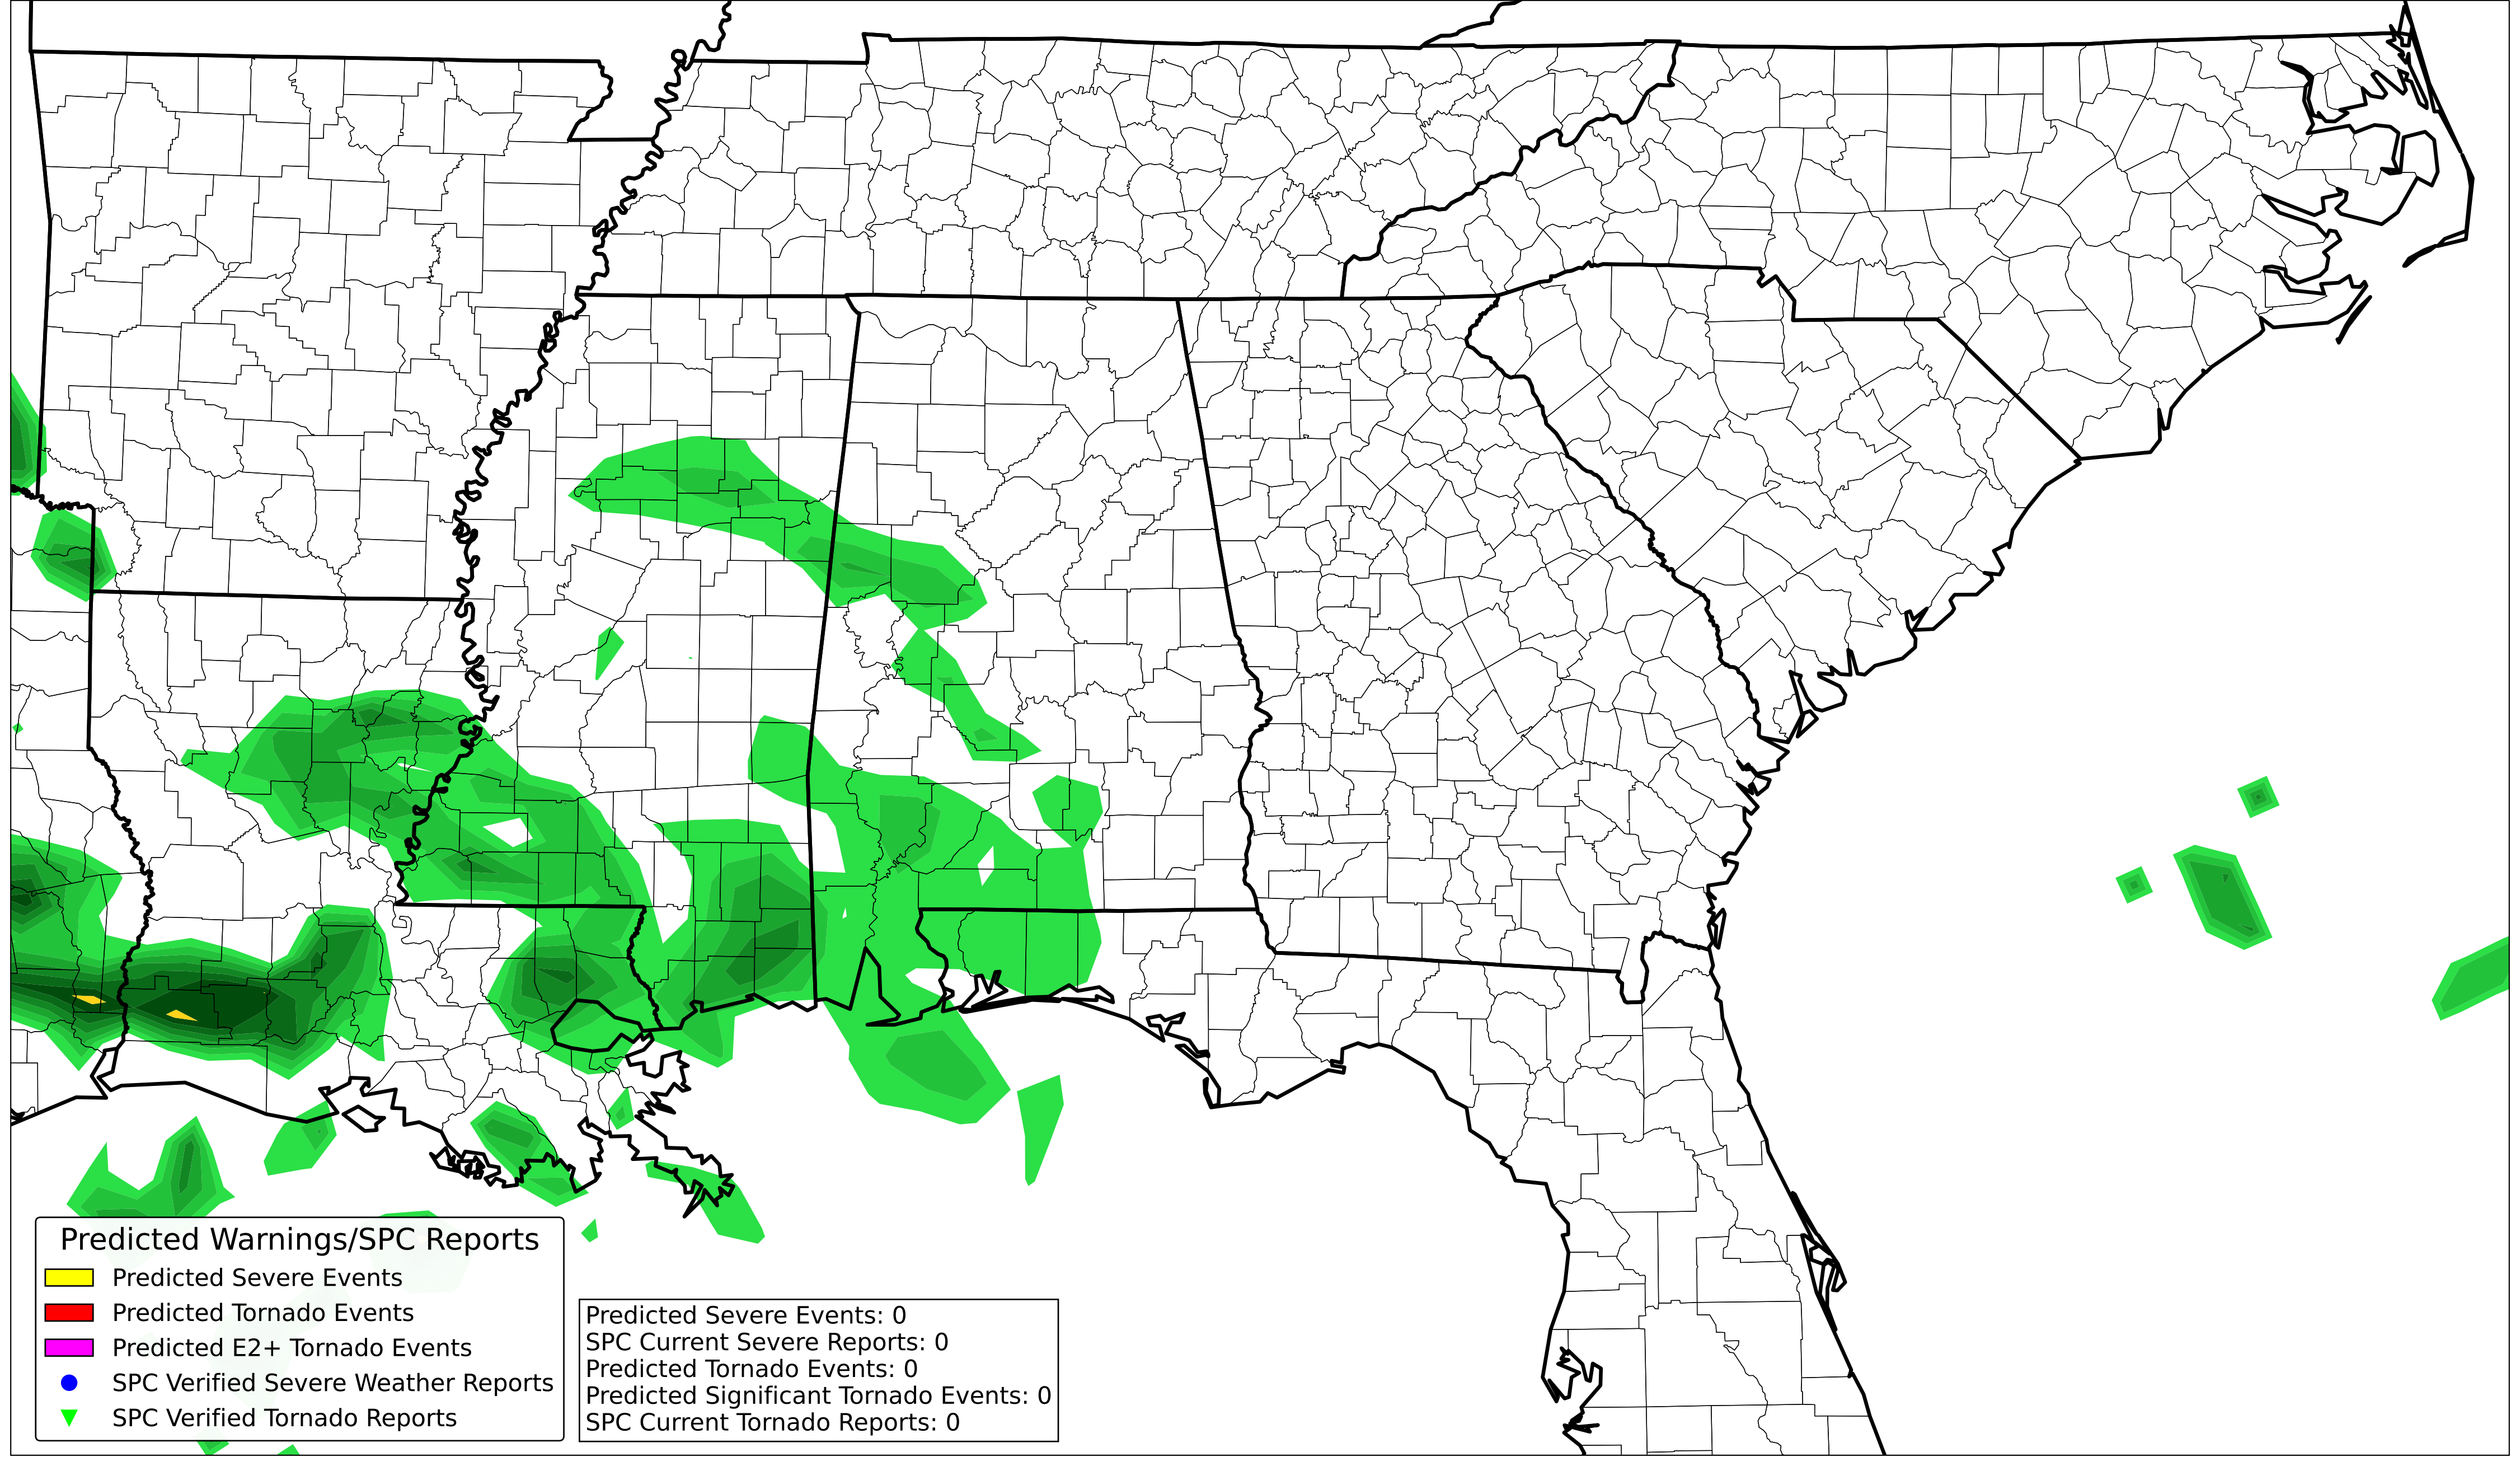 Predicted Warnings/SPC Reports
Predicted Severe Events
Predicted Tornado Events
Predicted E2+ Tornado Events
SPC Verified Severe Weather Reports
SPC Verified Tornado Reports
Predicted Severe Events: 0
SPC Current Severe Reports: 0
Predicted Tornado Events: 0
Predicted Significant Tornado Events: 0
SPC Current Tornado Reports: 0